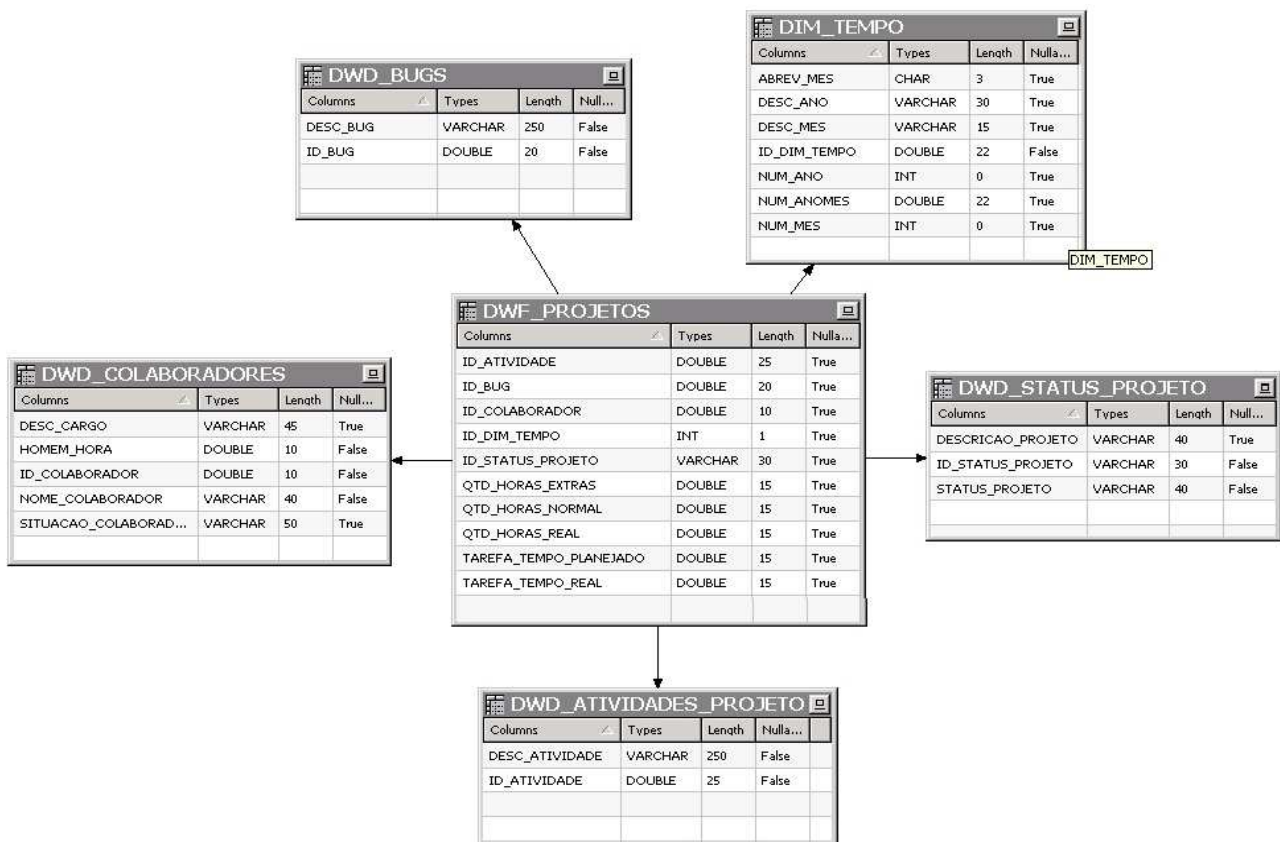 DIM_TEMPO
Columns Types Length Nulla...
ABREV_MES CHAR 3 True
DESC_ANO VARCHAR 30 True
DESC_MES VARCHAR 15 True
ID_DIM_TEMPO DOUBLE 22 False
NUM_ANO INT 0 True
NUM_ANOMES DOUBLE 22 True
NUM_MES INT 0 True
DIM_TEMPO
DWD_BUGS
Columns Types Length Null...
DESC_BUG VARCHAR 250 False
ID_BUG DOUBLE 20 False
DWF_PROJETOS
Columns Types Length Nulla...
ID_ATIVIDADE DOUBLE 25 True
ID_BUG DOUBLE 20 True
ID_COLABORADOR DOUBLE 10 True
ID_DIM_TEMPO INT 1 True
ID_STATUS_PROJETO VARCHAR 30 True
QTD_HORAS_EXTRAS DOUBLE 15 True
QTD_HORAS_NORMAL DOUBLE 15 True
QTD_HORAS_REAL DOUBLE 15 True
TAREFA_TEMPO_PLANEJADO DOUBLE 15 True
TAREFA_TEMPO_REAL DOUBLE 15 True
DWD_COLABORADORES
Columns Types Length Null...
DESC_CARGO VARCHAR 45 True
HOMEM_HORA DOUBLE 10 False
ID_COLABORADOR DOUBLE 10 False
NOME_COLABORADOR VARCHAR 40 False
SITUACAO_COLABORAD... VARCHAR 50 True
DWD_STATUS_PROJETO
Columns Types Length Null...
DESCRICAO_PROJETO VARCHAR 40 True
ID_STATUS_PROJETO VARCHAR 30 False
STATUS_PROJETO VARCHAR 40 False
DWD_ATIVIDADES_PROJETO
Columns Types Length Nulla...
DESC_ATIVIDADE VARCHAR 250 False
ID_ATIVIDADE DOUBLE 25 False